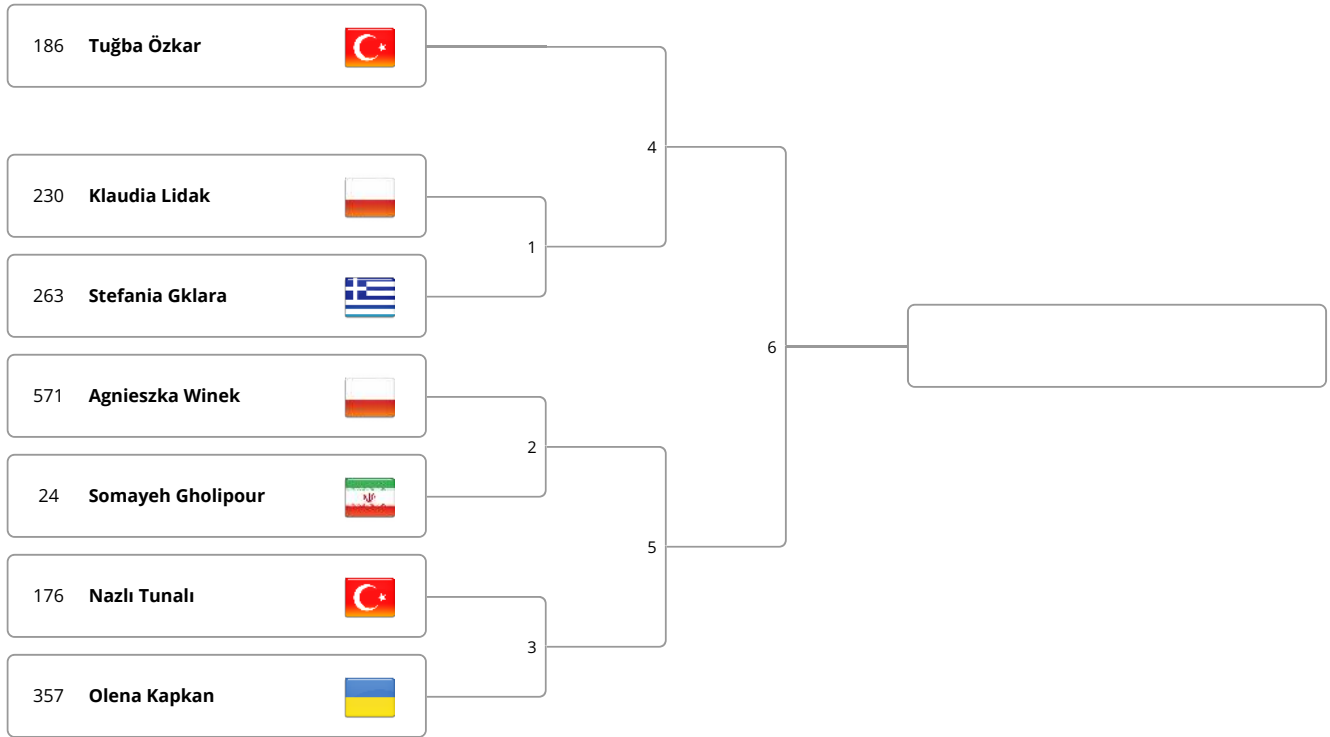 186 Tuğba Özkar
4
230 Klaudia Lidak
1
263 Stefania Gklara
6
571 Agnieszka Winek
2
24 Somayeh Gholipour
5
176 Nazlı Tunalı
3
357 Olena Kapkan